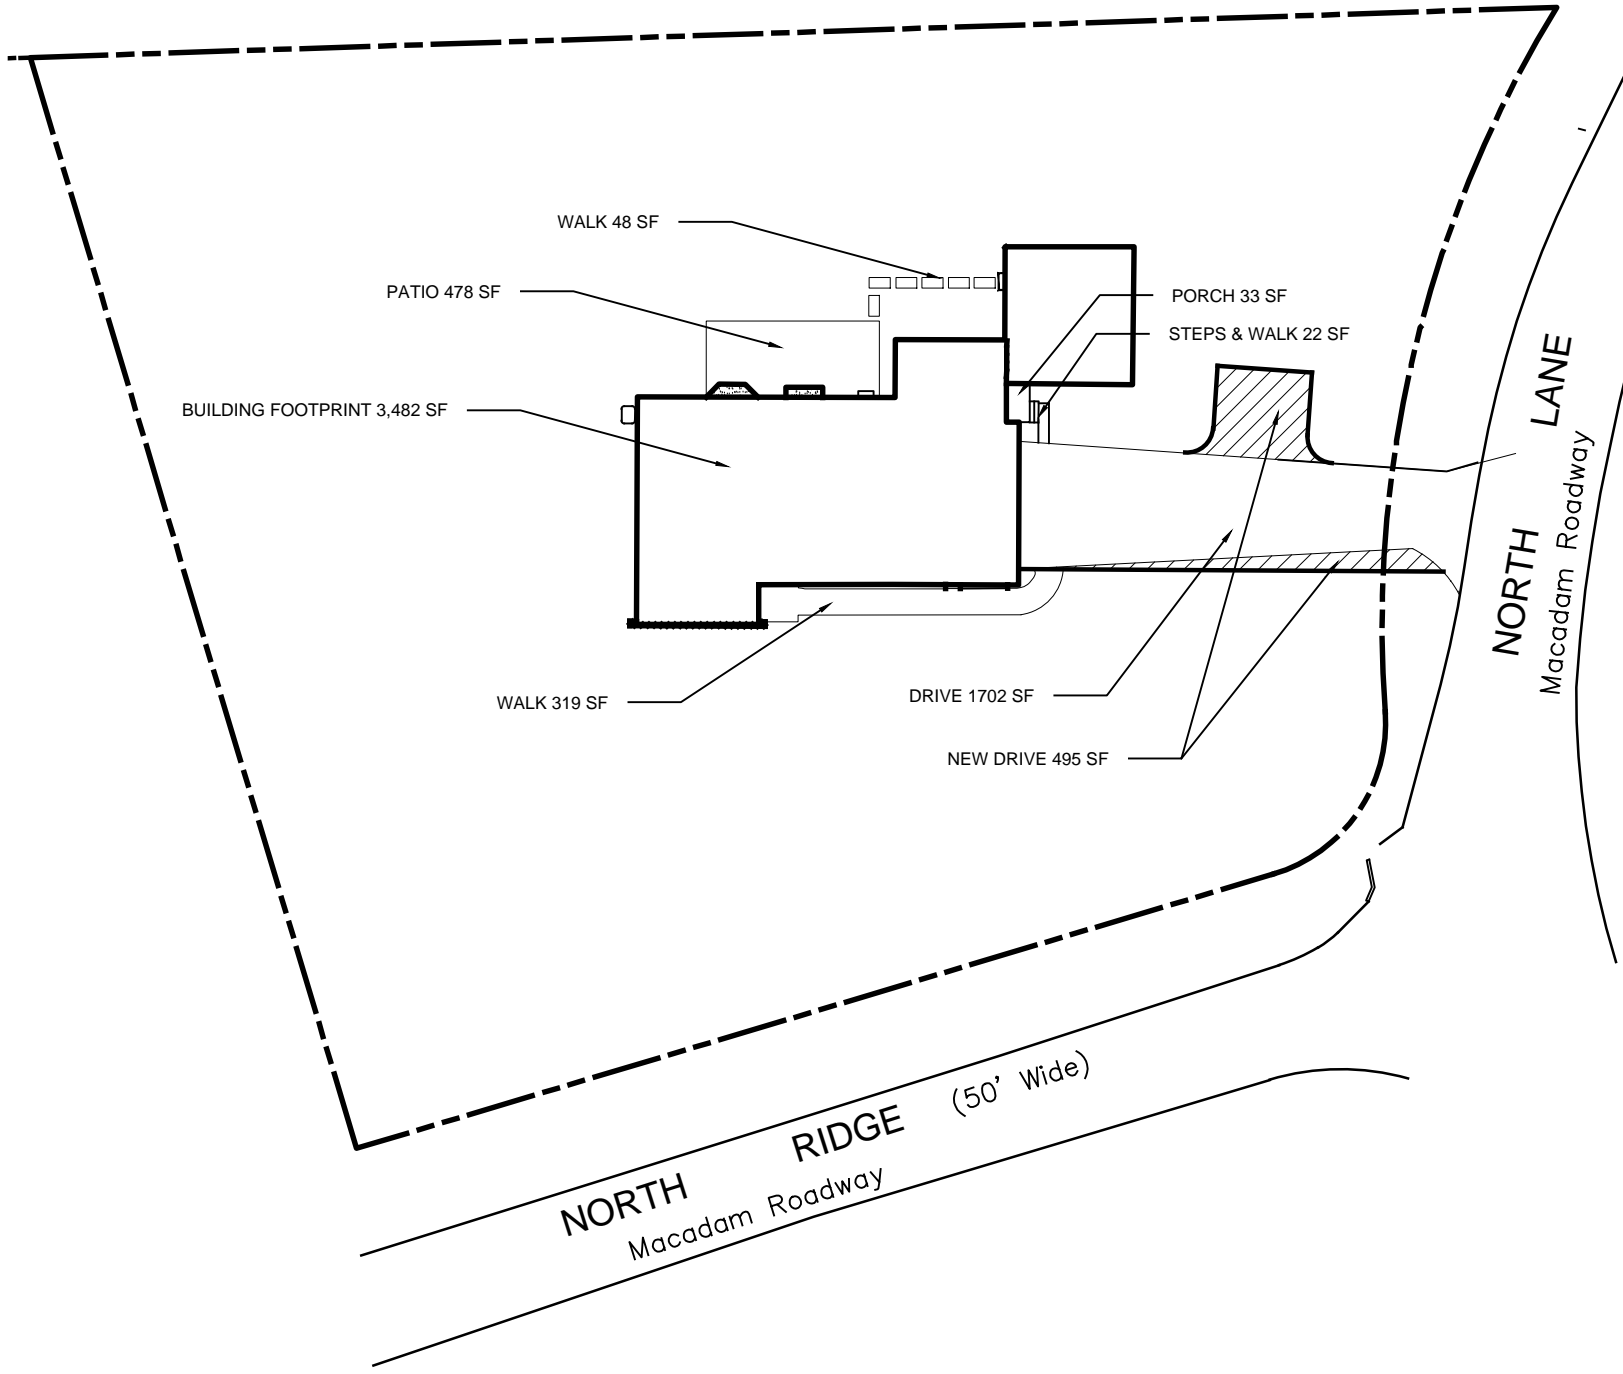 WALK 48 SF
PATIO 478 SF
PORCH 33 SF
STEPS & WALK 22 SF
BUILDING FOOTPRINT 3,482 SF
WALK 319 SF
DRIVE 1702 SF
NEW DRIVE 495 SF
NORTH LANE
Macadam Roadway
NORTH RIDGE (50' Wide)
Macadam Roadway